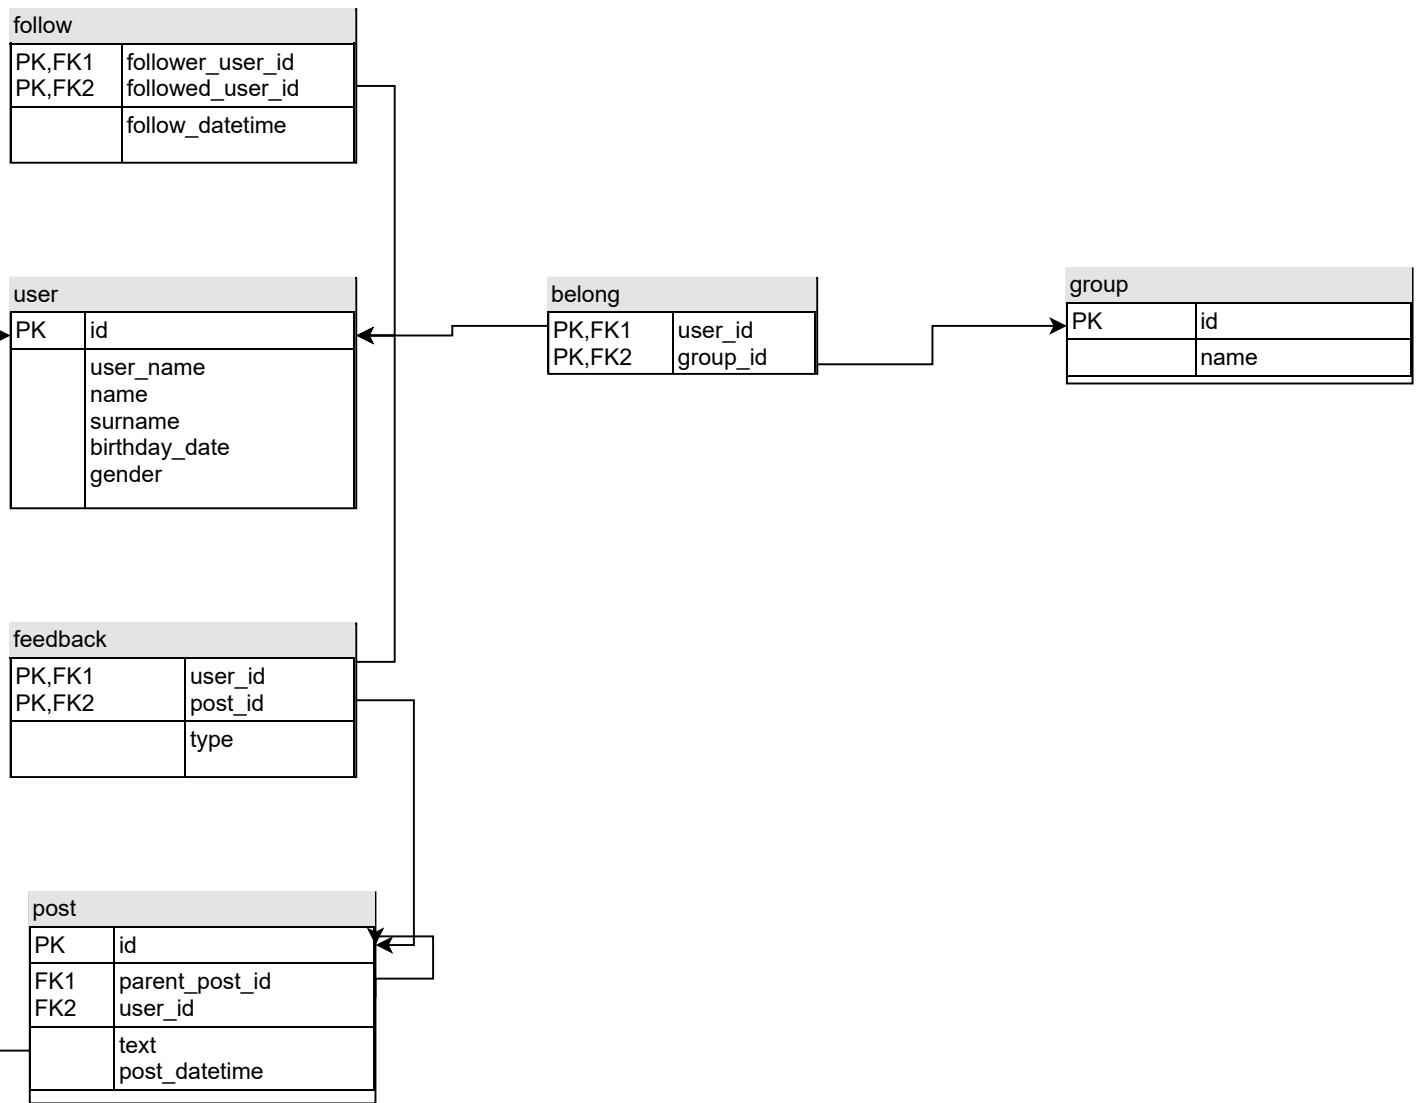 follow
PK,FK1 follower_user_id
PK,FK2 followed_user_id
follow_datetime
user
PK id
user_name
name
surname
birthday_date
gender
belong
PK,FK1 user_id
PK,FK2 group_id
group
PK id
name
feedback
PK,FK1 user_id
PK,FK2 post_id
type
post
PK id
FK1 parent_post_id
FK2 user_id
text
post_datetime